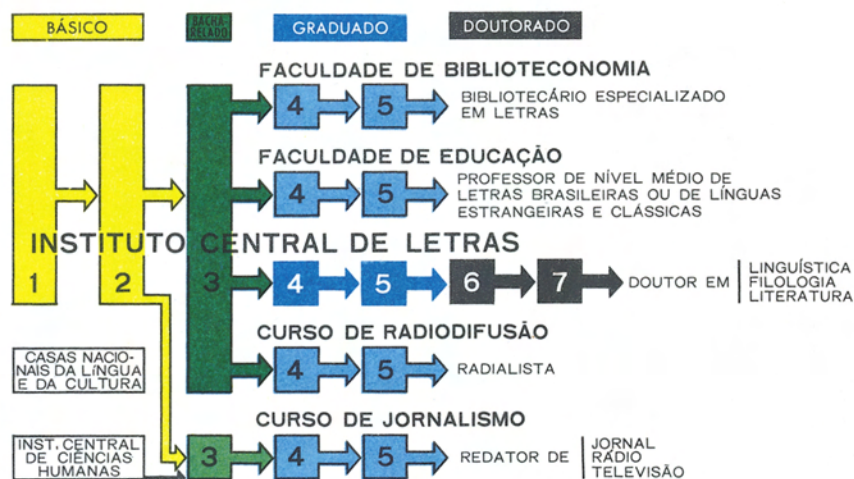 BÁSICO
BACHA-
RELADO
GRADUADO
DOUTORADO
FACULDADE DE BIBLIOTECONOMIA
4
5
BIBLIOTECÁRIO ESPECIALIZADO
EM LETRAS
FACULDADE DE EDUCAÇÃO
4
5
PROFESSOR DE NÍVEL MÉDIO DE
LETRAS BRASILEIRAS OU DE LÍNGUAS
ESTRANGEIRAS E CLÁSSICAS
INSTITUTO CENTRAL DE LETRAS
1
2
3
4
5
6
7
DOUTOR EM
LINGUÍSTICA
FILOLOGIA
LITERATURA
CURSO DE RADIODIFUSÃO
CASAS NACIO-
NAIS DA LÍNGUA
E DA CULTURA
4
5
RADIALISTA
CURSO DE JORNALISMO
INST. CENTRAL
DE CIÊNCIAS
HUMANAS
3
4
5
REDATOR DE
JORNAL
RÁDIO
TELEVISÃO